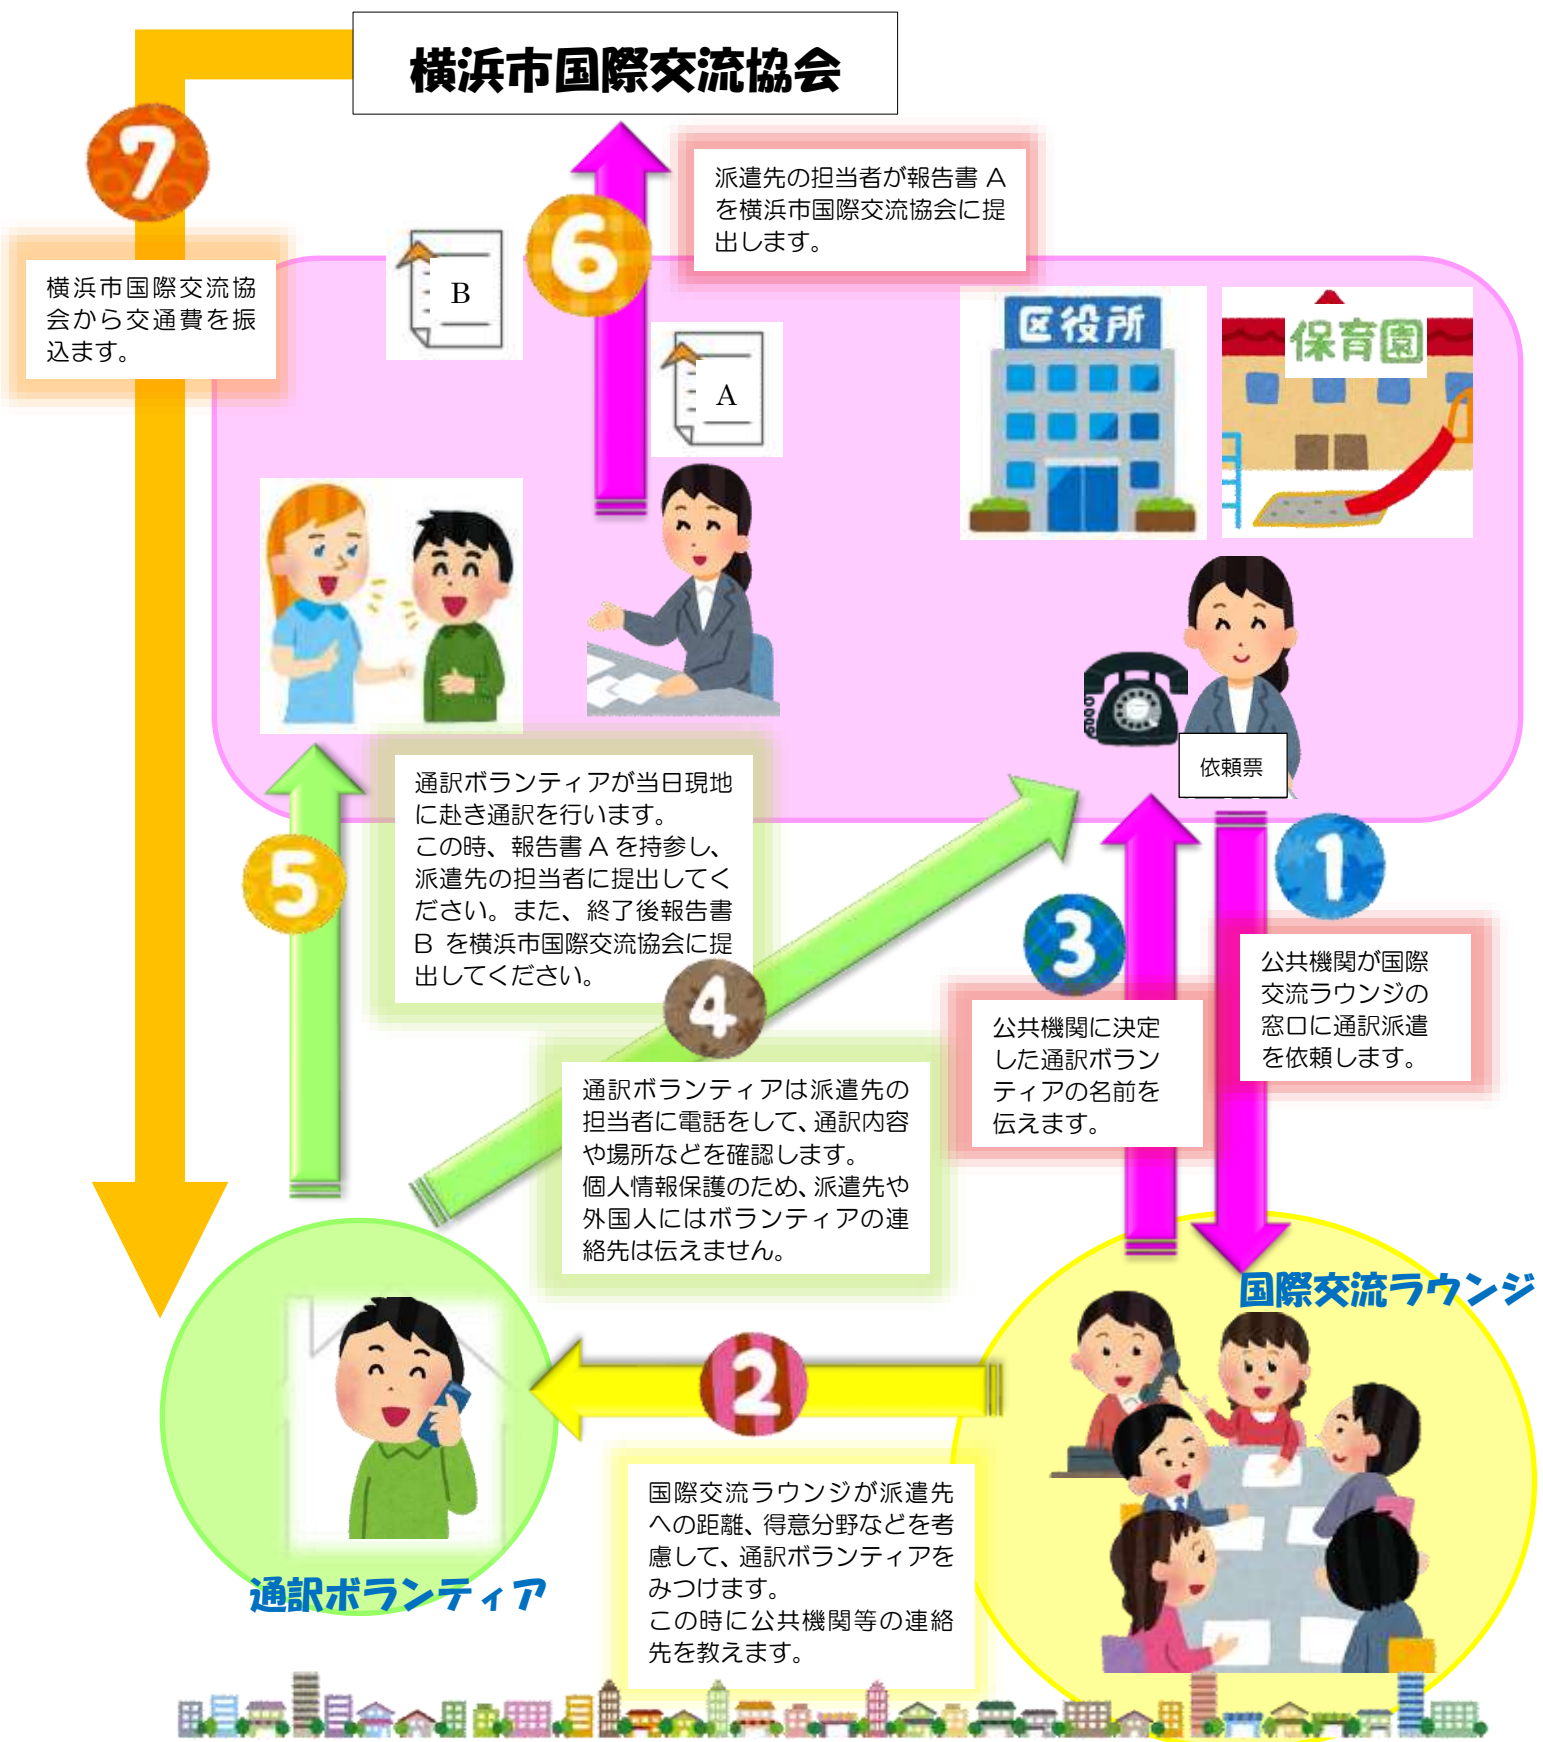 横浜市国際交流協会
7
横浜市国際交流協
会から交通費を振
込ます。
6
派遣先の担当者が報告書 A
を横浜市国際交流協会に提
出します。
B
A
区役所
保育園
依頼票
5
通訳ボランティアが当日現地
に赴き通訳を行います。
この時、報告書 A を持参し、
派遣先の担当者に提出してく
ださい。また、終了後報告書
B を横浜市国際交流協会に提
出してください。
4
通訳ボランティアは派遣先の
担当者に電話をして、通訳内容
や場所などを確認します。
個人情報保護のため、派遣先や
外国人にはボランティアの連
絡先は伝えません。
3
公共機関に決定
した通訳ボラン
ティアの名前を
伝えます。
1
公共機関が国際
交流ラウンジの
窓口に通訳派遣
を依頼します。
国際交流ラウンジ
2
国際交流ラウンジが派遣先
への距離、得意分野などを考
慮して、通訳ボランティアを
みつけます。
この時に公共機関等の連絡
先を教えます。
通訳ボランティア